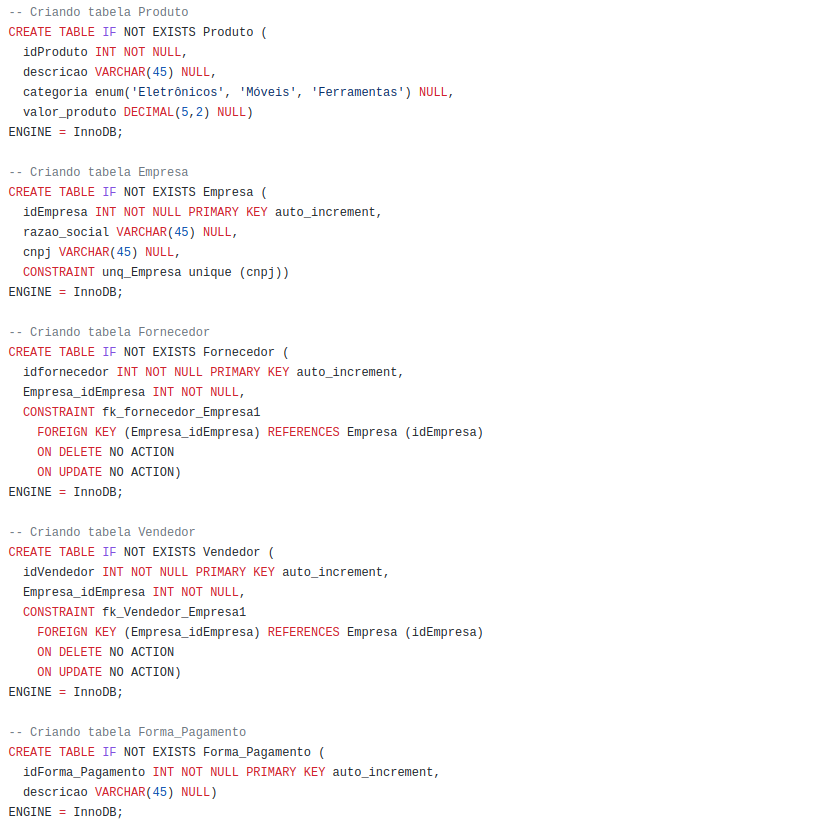 -- Criando tabela Produto
CREATE TABLE IF NOT EXISTS Produto (
  idProduto INT NOT NULL,
  descricao VARCHAR(45) NULL,
  categoria enum('Eletrônicos', 'Móveis', 'Ferramentas') NULL,
  valor_produto DECIMAL(5,2) NULL)
ENGINE = InnoDB;

-- Criando tabela Empresa
CREATE TABLE IF NOT EXISTS Empresa (
  idEmpresa INT NOT NULL PRIMARY KEY auto_increment,
  razao_social VARCHAR(45) NULL,
  cnpj VARCHAR(45) NULL,
  CONSTRAINT unq_Empresa unique (cnpj))
ENGINE = InnoDB;

-- Criando tabela Fornecedor
CREATE TABLE IF NOT EXISTS Fornecedor (
  idfornecedor INT NOT NULL PRIMARY KEY auto_increment,
  Empresa_idEmpresa INT NOT NULL,
  CONSTRAINT fk_fornecedor_Empresa1
    FOREIGN KEY (Empresa_idEmpresa) REFERENCES Empresa (idEmpresa)
    ON DELETE NO ACTION
    ON UPDATE NO ACTION)
ENGINE = InnoDB;

-- Criando tabela Vendedor
CREATE TABLE IF NOT EXISTS Vendedor (
  idVendedor INT NOT NULL PRIMARY KEY auto_increment,
  Empresa_idEmpresa INT NOT NULL,
  CONSTRAINT fk_Vendedor_Empresa1
    FOREIGN KEY (Empresa_idEmpresa) REFERENCES Empresa (idEmpresa)
    ON DELETE NO ACTION
    ON UPDATE NO ACTION)
ENGINE = InnoDB;

-- Criando tabela Forma_Pagamento
CREATE TABLE IF NOT EXISTS Forma_Pagamento (
  idForma_Pagamento INT NOT NULL PRIMARY KEY auto_increment,
  descricao VARCHAR(45) NULL)
ENGINE = InnoDB;